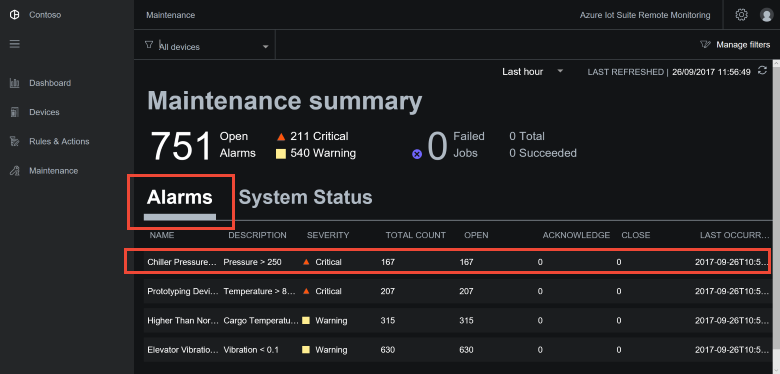 Contoso
Maintenance
Azure Iot Suite Remote Monitoring
All devices
Manage filters
Dashboard
Devices
Rules & Actions
Maintenance
Last hour
LAST REFRESHED | 26/09/2017 11:56:49
Maintenance summary
751 Open Alarms
211 Critical
540 Warning
0 Failed Jobs
0 Total
0 Succeeded
Alarms System Status
NAME DESCRIPTION SEVERITY TOTAL COUNT OPEN ACKNOWLEDGE CLOSE LAST OCCURR...
Chiller Pressure... Pressure > 250 Critical 167 167 0 0 2017-09-26T10:5...
Prototyping Devi... Temperature > 8... Critical 207 207 0 0 2017-09-26T10:5...
Higher Than Nor... Cargo Temperatu... Warning 315 315 0 0 2017-09-26T10:5...
Elevator Vibratio... Vibration < 0.1 Warning 630 630 0 0 2017-09-26T10:5...